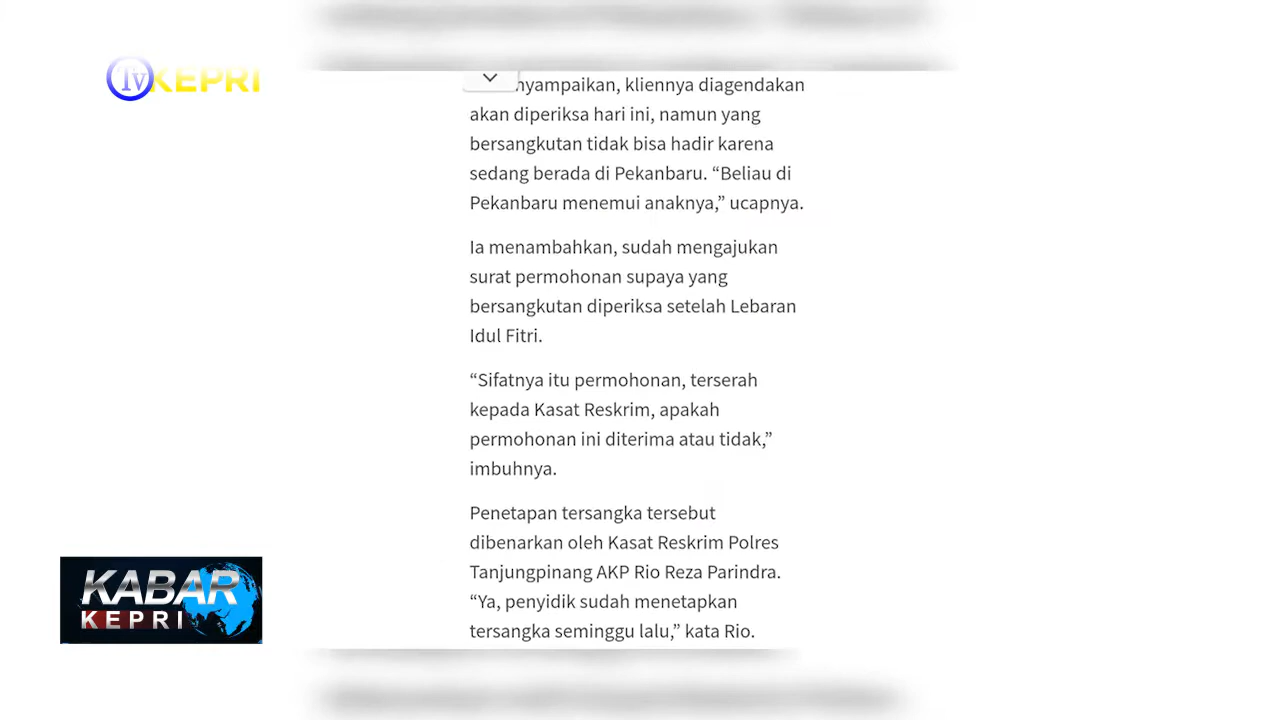 TV KEPRI
nyampaikan, kliennya diagendakan
akan diperiksa hari ini, namun yang
bersangkutan tidak bisa hadir karena
sedang berada di Pekanbaru. “Beliau di
Pekanbaru menemui anaknya,” ucapnya.
Ia menambahkan, sudah mengajukan
surat permohonan supaya yang
bersangkutan diperiksa setelah Lebaran
Idul Fitri.
“Sifatnya itu permohonan, terserah
kepada Kasat Reskrim, apakah
permohonan ini diterima atau tidak,”
imbuhnya.
Penetapan tersangka tersebut
dibenarkan oleh Kasat Reskrim Polres
Tanjungpinang AKP Rio Reza Parindra.
“Ya, penyidik sudah menetapkan
tersangka seminggu lalu,” kata Rio.
KABAR
KEPRI